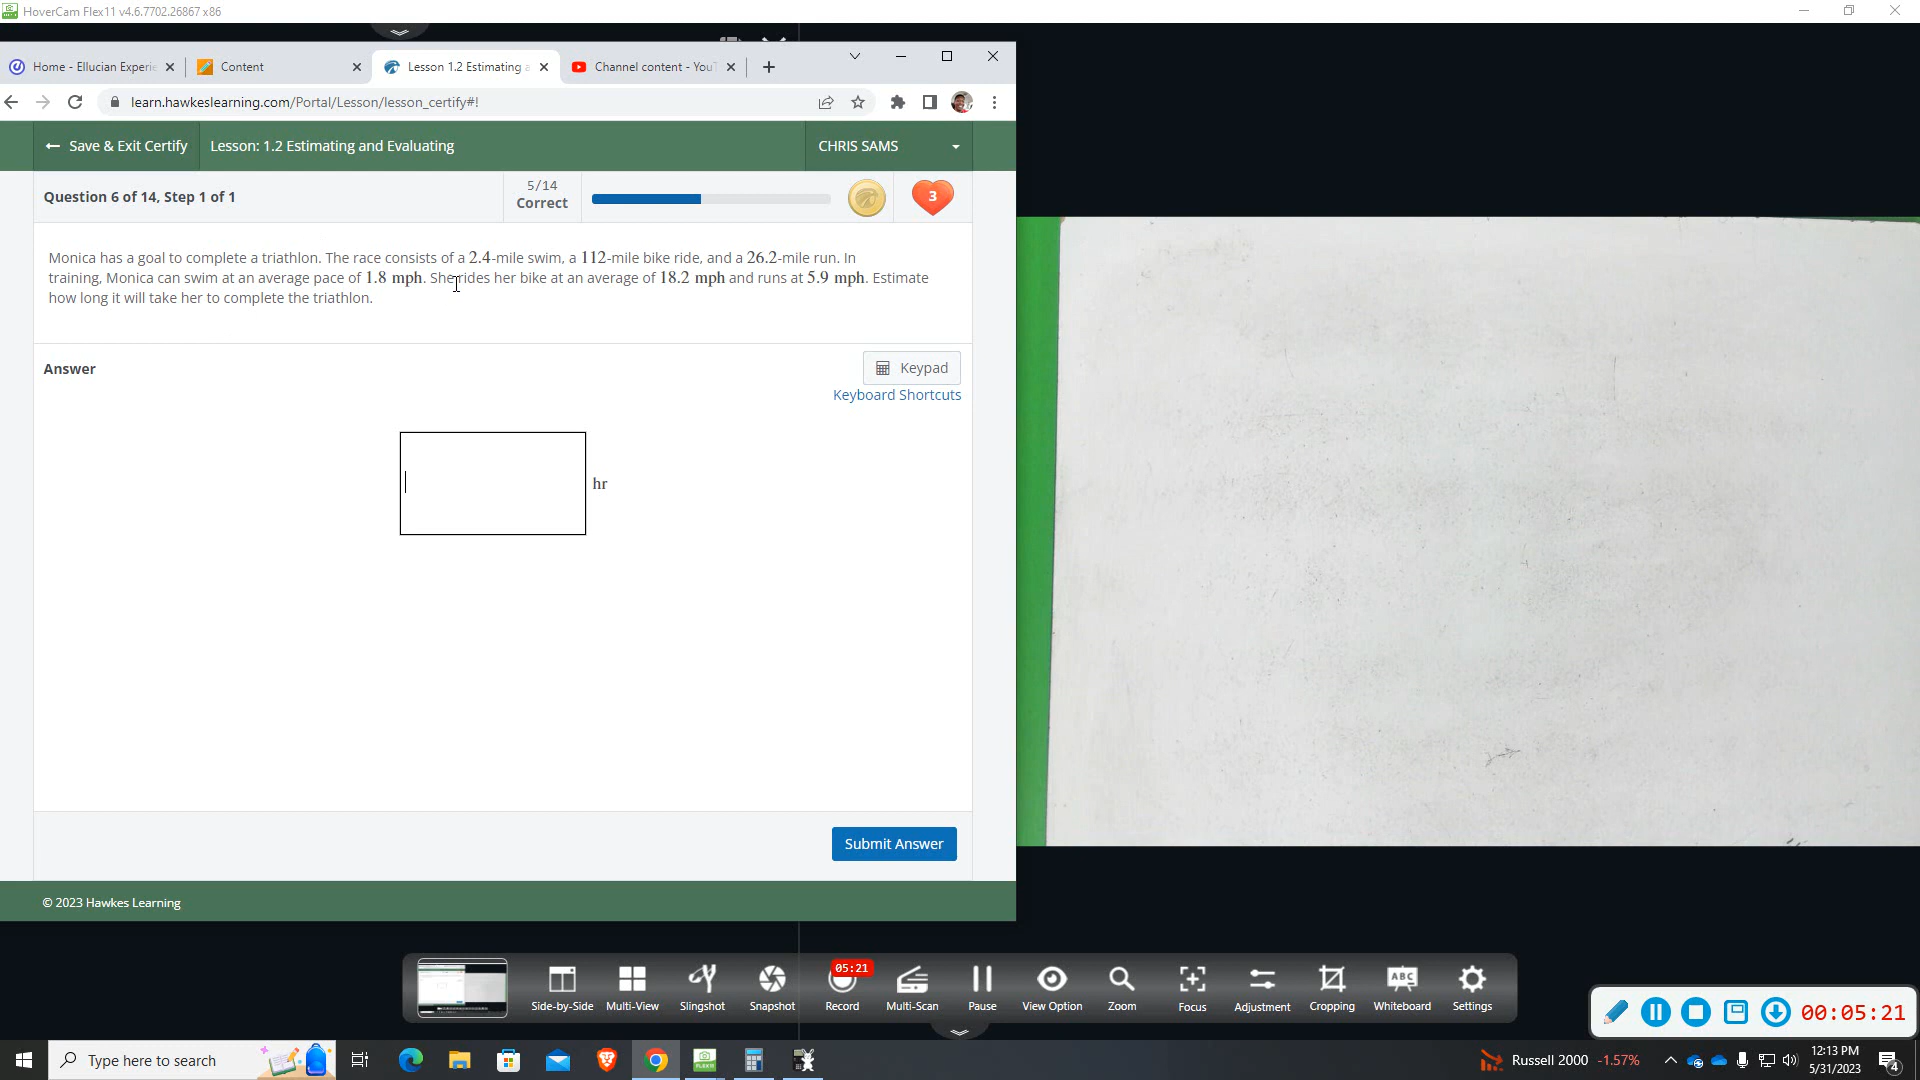 HoverCam Flex11 v4.6.7702.26867 x86
Home - Ellucian Experie
Content
Lesson 1.2 Estimating a
Channel content - YouT
learn.hawkeslearning.com/Portal/Lesson/lesson_certify#!
← Save & Exit Certify
Lesson: 1.2 Estimating and Evaluating
CHRIS SAMS
Question 6 of 14, Step 1 of 1
5/14
Correct
3
Monica has a goal to complete a triathlon. The race consists of a 2.4-mile swim, a 112-mile bike ride, and a 26.2-mile run. In
training, Monica can swim at an average pace of 1.8 mph. She rides her bike at an average of 18.2 mph and runs at 5.9 mph. Estimate
how long it will take her to complete the triathlon.
Answer
Keypad
Keyboard Shortcuts
hr
Submit Answer
© 2023 Hawkes Learning
Side-by-Side
Multi-View
Slingshot
Snapshot
05:21
Record
Multi-Scan
Pause
View Option
Zoom
Focus
Adjustment
Cropping
ABC
Whiteboard
Settings
00:05:21
Type here to search
FLEX11
Russell 2000 -1.57%
12:13 PM
5/31/2023
4